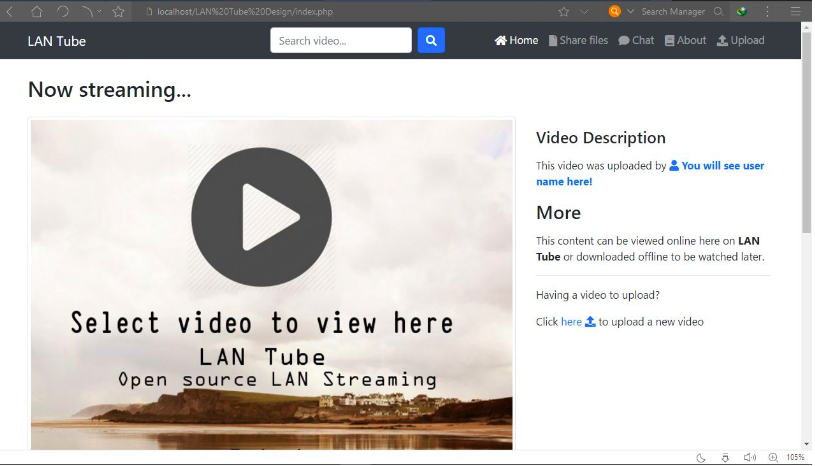 localhost/LAN%20Tube%20Design/index.php
Search Manager
LAN Tube
Search video...
Home
Share files
Chat
About
Upload
Now streaming...
Select video to view here
LAN Tube
Open source LAN Streaming
Video Description
This video was uploaded by You will see user
name here!
More
This content can be viewed online here on LAN
Tube or downloaded offline to be watched later.
Having a video to upload?
Click here to upload a new video
105%